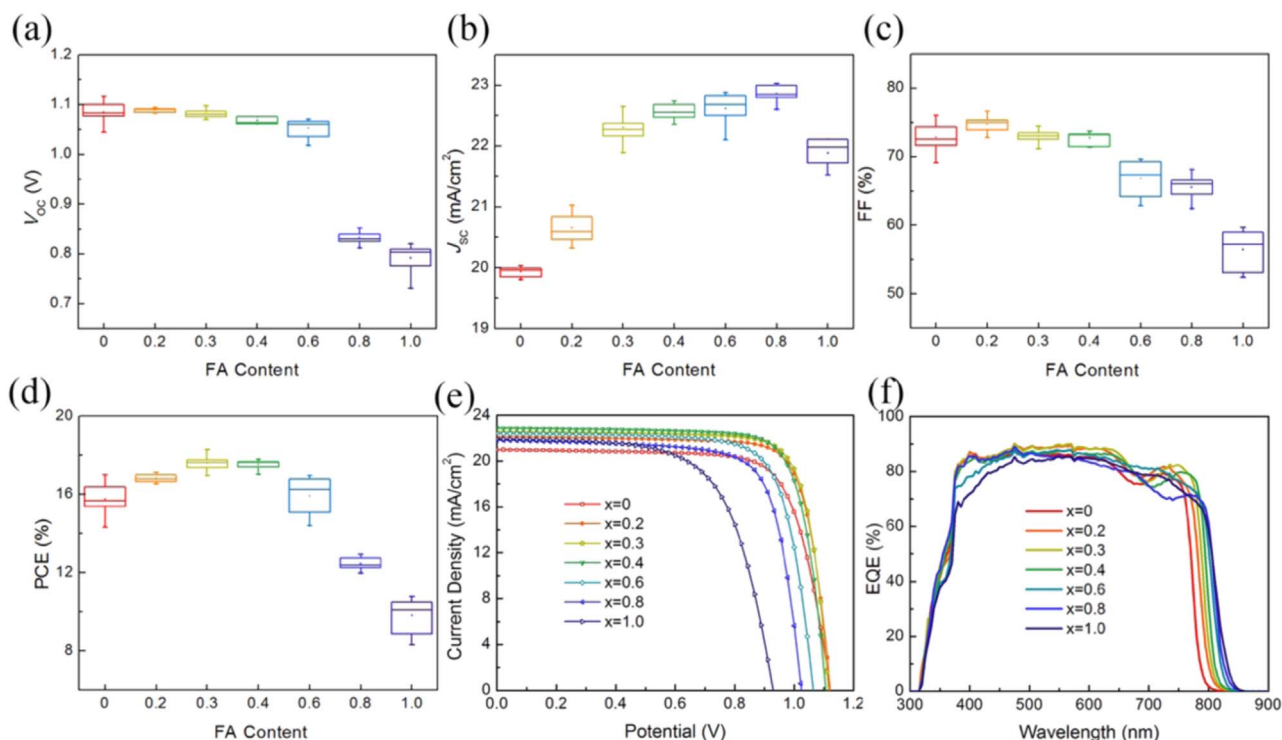 (a)
1.2
1.1
1.0
0.9
0.8
0.7
V_OC (V)
0 0.2 0.3 0.4 0.6 0.8 1.0
FA Content
(b)
23
22
21
20
19
J_SC (mA/cm²)
0 0.2 0.3 0.4 0.6 0.8 1.0
FA Content
(c)
80
70
60
50
FF (%)
0 0.2 0.3 0.4 0.6 0.8 1.0
FA Content
(d)
20
16
12
8
PCE (%)
0 0.2 0.3 0.4 0.6 0.8 1.0
FA Content
(e)
24
20
16
12
8
4
0
Current Density (mA/cm²)
x=0
x=0.2
x=0.3
x=0.4
x=0.6
x=0.8
x=1.0
0.0 0.2 0.4 0.6 0.8 1.0 1.2
Potential (V)
(f)
100
80
60
40
20
0
EQE (%)
x=0
x=0.2
x=0.3
x=0.4
x=0.6
x=0.8
x=1.0
300 400 500 600 700 800 900
Wavelength (nm)